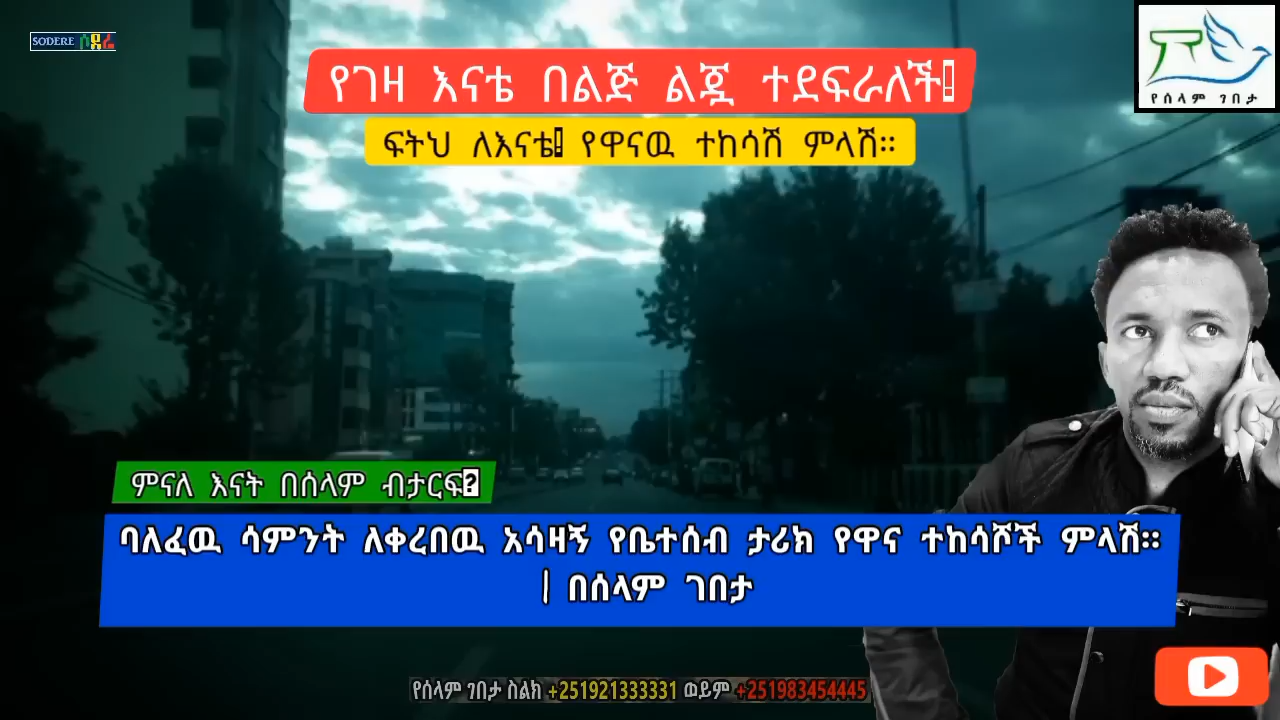 SODERE ሶደሬ
የሰላም ገበታ
የገዛ እናቴ በልጅ ልጇ ተደፍራለች
ፍትህ ለእናቴ የዋናዉ ተከሳሽ ምላሽ።
ምናለ እናት በሰላም ብታርፍ?
ባለፈዉ ሳምንት ለቀረበዉ አሳዛኝ የቤተሰብ ታሪክ የዋና ተከሳሾች ምላሽ።
| በሰላም ገበታ
የሰላም ገበታ ስልክ +251921333331 ወይም +251983454445